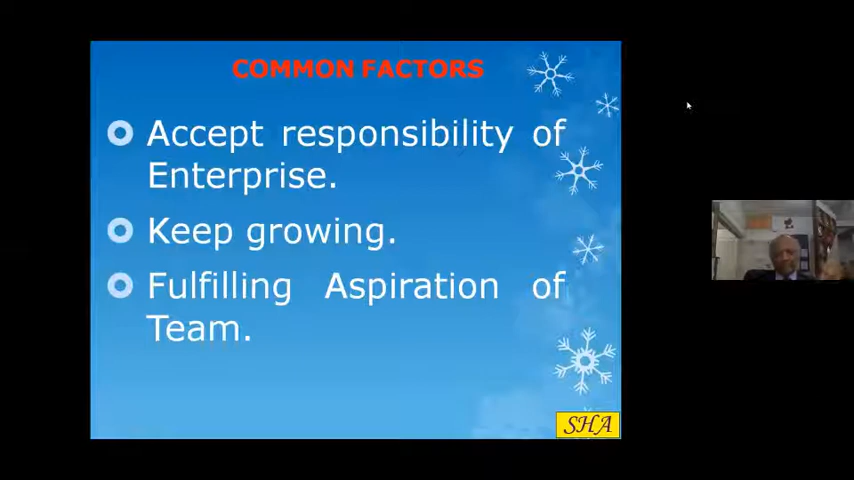 COMMON FACTORS
Accept responsibility of
Enterprise.
Keep growing.
Fulfilling Aspiration of
Team.
SHA